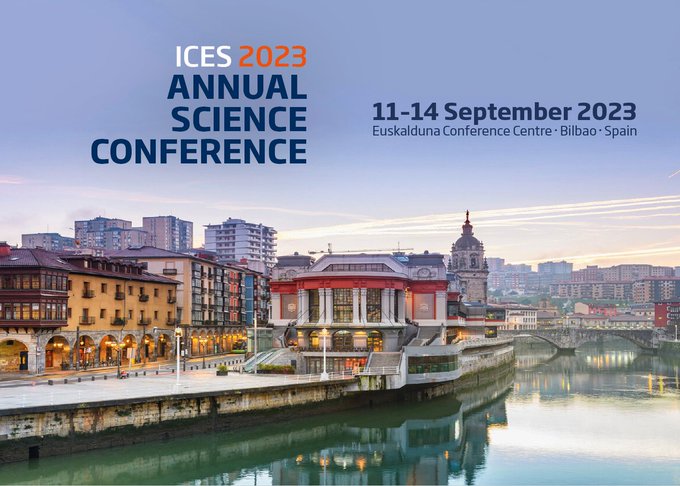 ICES 2023
ANNUAL
SCIENCE
CONFERENCE
11-14 September 2023
Euskalduna Conference Centre · Bilbao · Spain